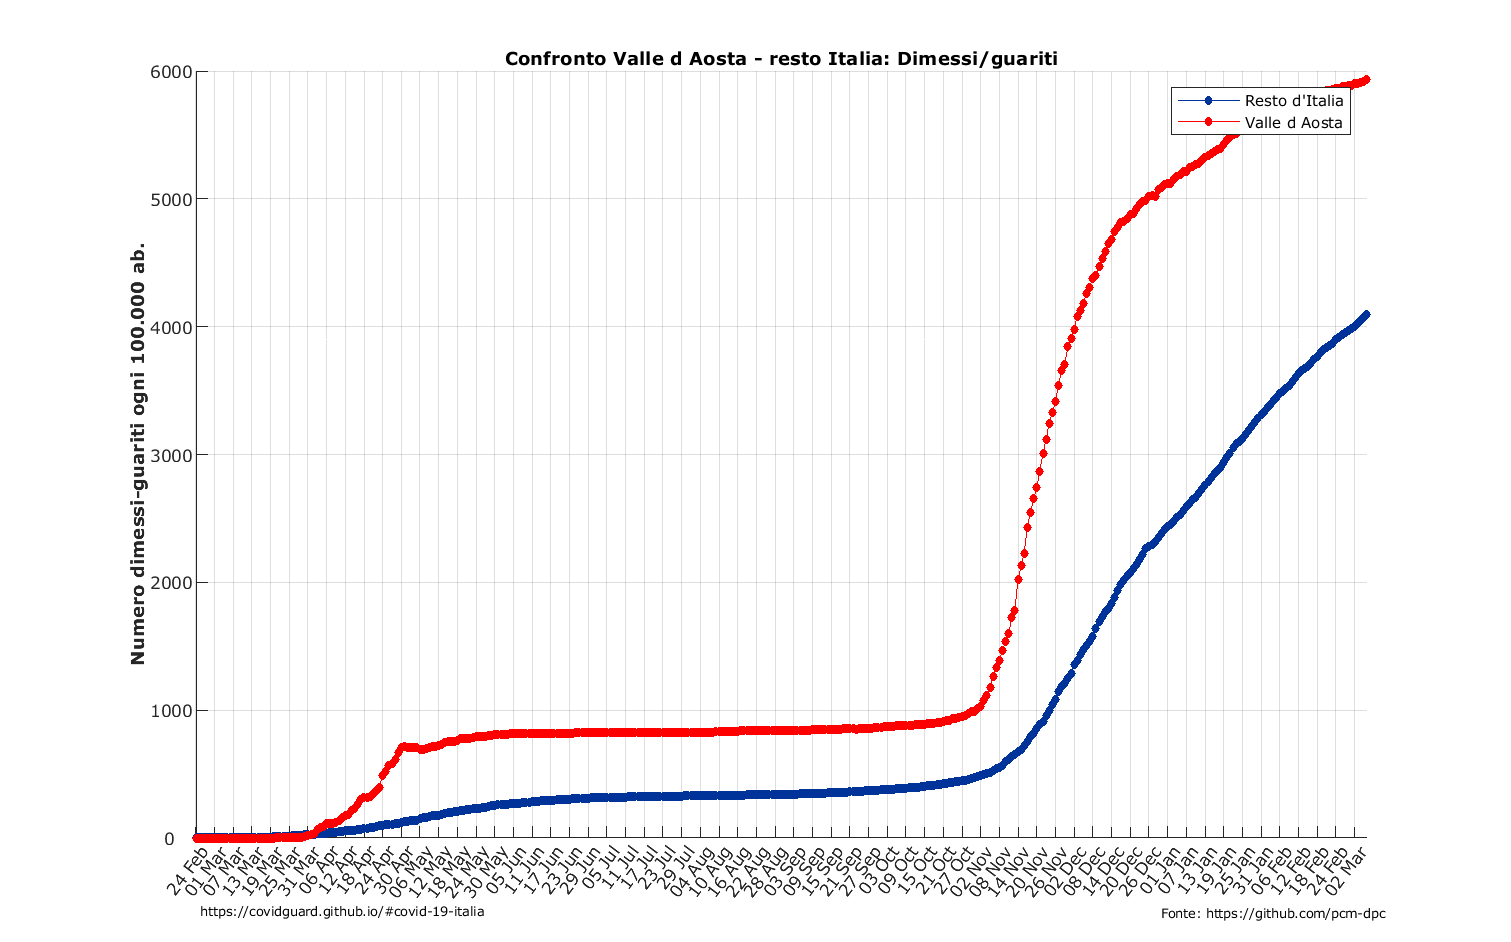 Confronto Valle d Aosta - resto Italia: Dimessi/guariti
Numero dimessi-guariti ogni 100.000 ab.
6000
5000
4000
3000
2000
1000
0
Resto d'Italia
Valle d Aosta
24 Feb
01 Mar
07 Mar
13 Mar
19 Mar
25 Mar
31 Mar
06 Apr
12 Apr
18 Apr
24 Apr
30 Apr
06 May
12 May
18 May
24 May
30 May
05 Jun
11 Jun
17 Jun
23 Jun
29 Jun
05 Jul
11 Jul
17 Jul
23 Jul
29 Jul
04 Aug
10 Aug
16 Aug
22 Aug
28 Aug
03 Sep
09 Sep
15 Sep
21 Sep
27 Sep
03 Oct
09 Oct
15 Oct
21 Oct
27 Oct
02 Nov
08 Nov
14 Nov
20 Nov
26 Nov
02 Dec
08 Dec
14 Dec
20 Dec
26 Dec
01 Jan
07 Jan
13 Jan
19 Jan
25 Jan
31 Jan
06 Feb
12 Feb
18 Feb
24 Feb
02 Mar
https://covidguard.github.io/#covid-19-italia
Fonte: https://github.com/pcm-dpc